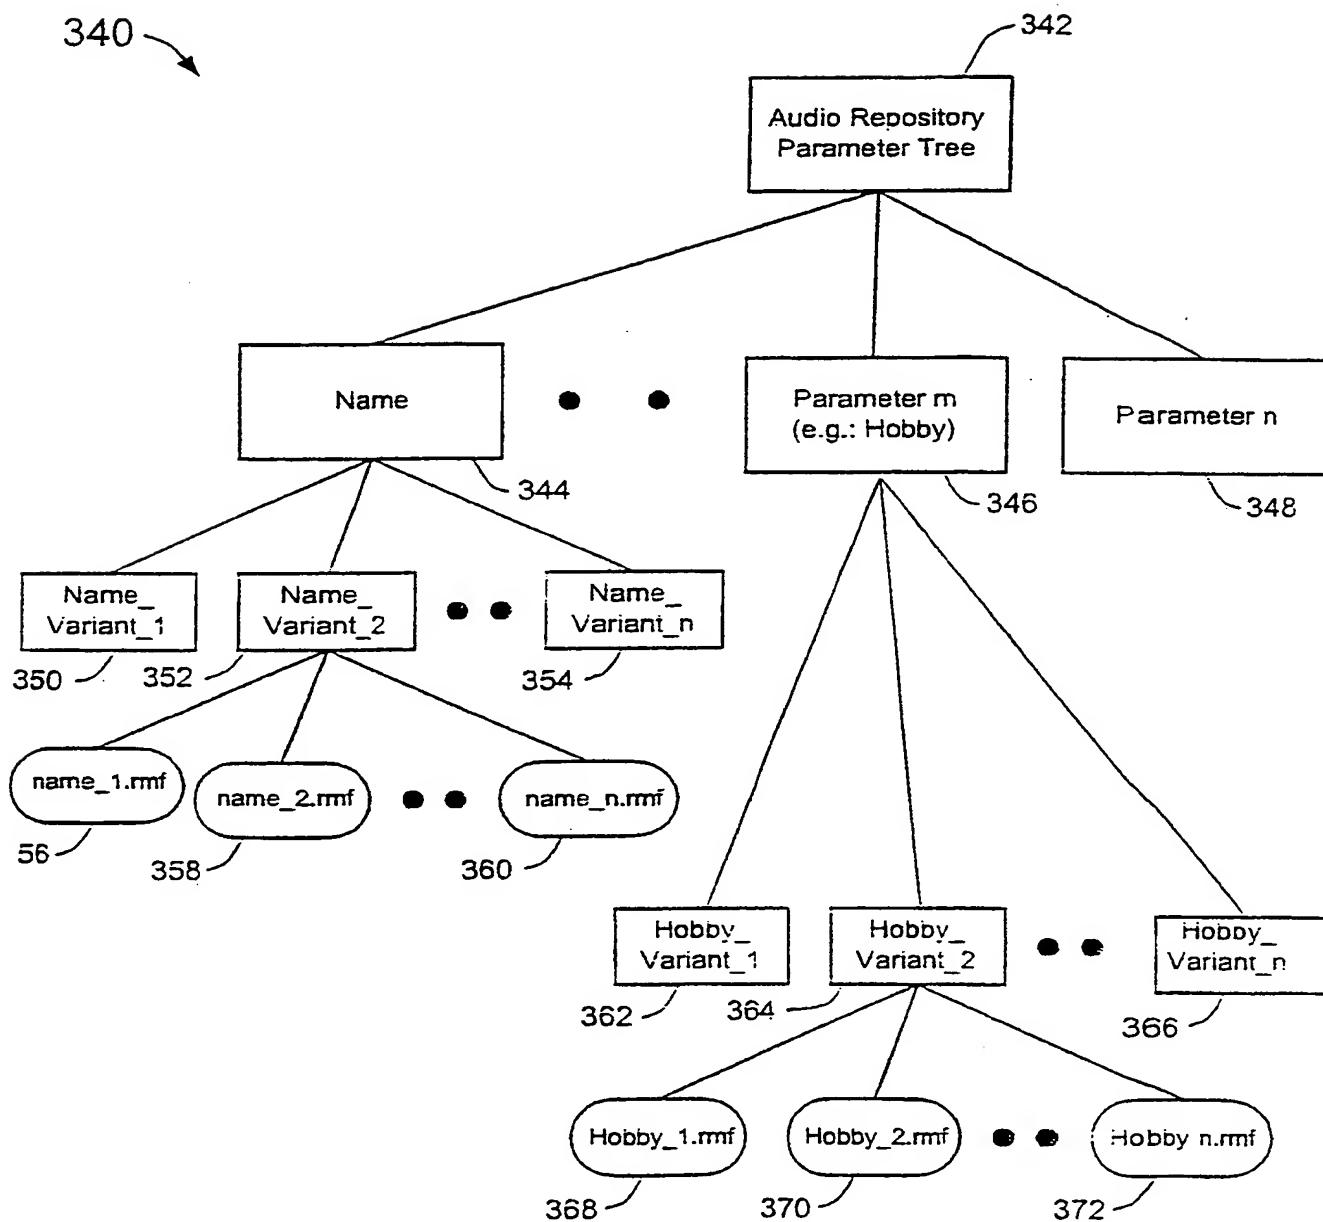 340
342
Audio Repository
Parameter Tree
Name
Parameter m
(e.g.: Hobby)
Parameter n
344
346
348
Name_
Variant_1
Name_
Variant_2
Name_
Variant_n
350
352
354
name_1.rmf
name_2.rmf
name_n.rmf
56
358
360
Hobby_
Variant_1
Hobby_
Variant_2
Hobby_
Variant_n
362
364
366
Hobby_1.rmf
Hobby_2.rmf
Hobby n.rmf
368
370
372